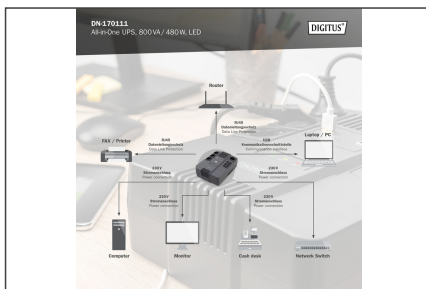 DN-170111
All-in-One UPS, 800VA / 480W, LED
DIGITUS®
Router
RJ45
Datenleitungsschutz
Data Line Protection
FAX / Printer
RJ45
Datenleitungsschutz
Data Line Protection
USB
Kommunikationsschnittstelle
Communication interface
Laptop / PC
230V
Stromanschluss
Power connection
230V
Stromanschluss
Power connection
230V
Stromanschluss
Power connection
230V
Stromanschluss
Power connection
Computer
Monitor
Cash desk
Network Switch